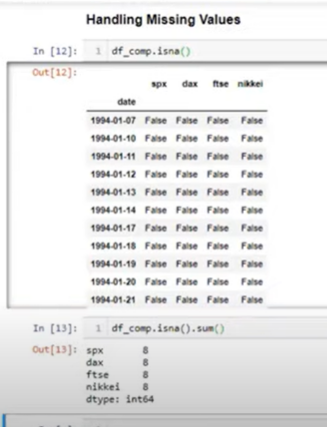 Handling Missing Values
In [12]: 1 df_comp.isna()
Out[12]:
spx dax ftse nikkei
date
1994-01-07 False False False False
1994-01-10 False False False False
1994-01-11 False False False False
1994-01-12 False False False False
1994-01-13 False False False False
1994-01-14 False False False False
1994-01-17 False False False False
1994-01-18 False False False False
1994-01-19 False False False False
1994-01-20 False False False False
1994-01-21 False False False False
In [13]: 1 df_comp.isna().sum()
Out[13]: spx 8
dax 8
ftse 8
nikkei 8
dtype: int64